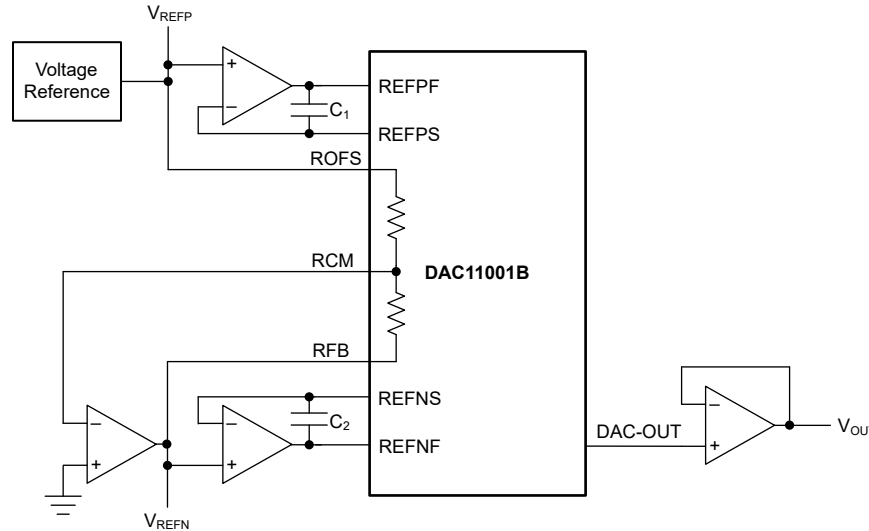 VREFP
Voltage
Reference
+
−
C1
REFPF
REFPS
ROFS
RCM
DAC11001B
RFB
REFNS
−
C2
REFNF
+
−
+
VREFN
DAC-OUT
−
+
VOU